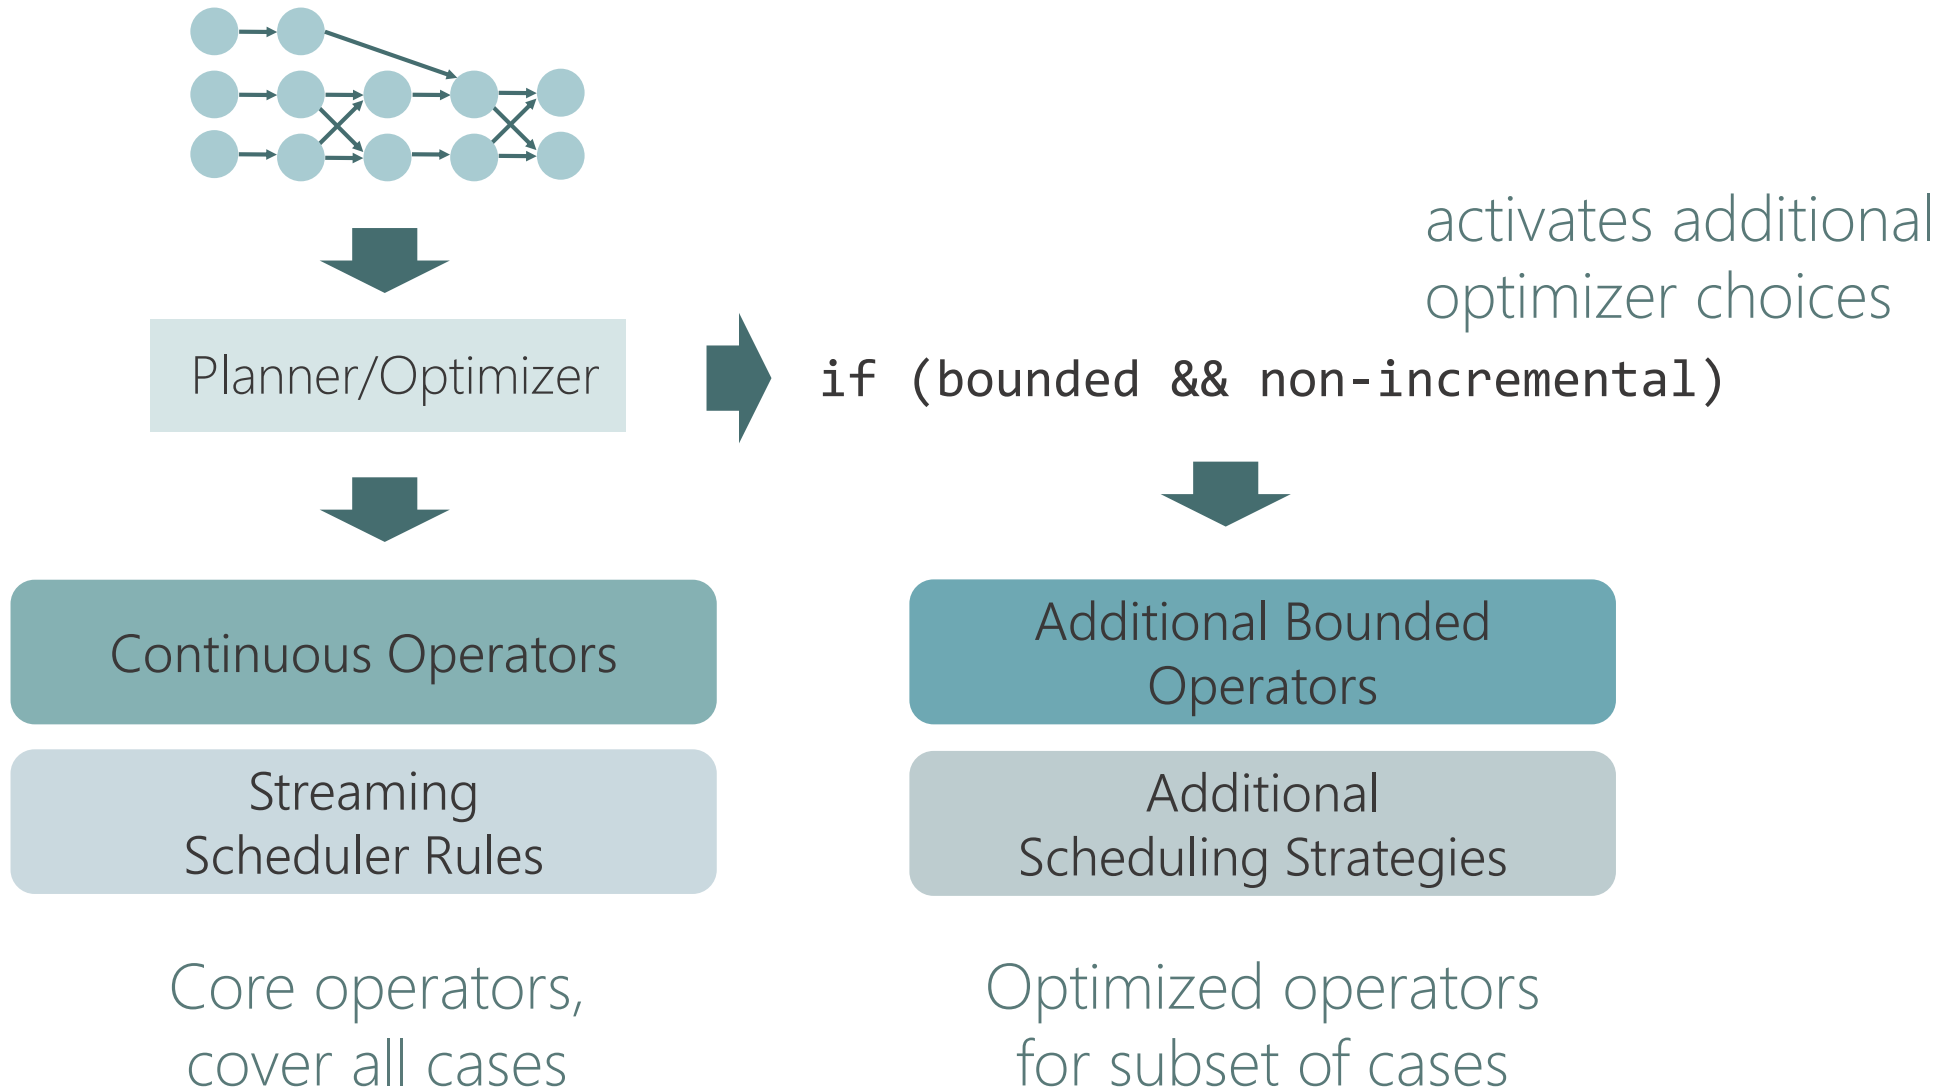 activates additional
optimizer choices
Planner/Optimizer
if (bounded && non-incremental)
Continuous Operators
Streaming
Scheduler Rules
Core operators,
cover all cases
Additional Bounded
Operators
Additional
Scheduling Strategies
Optimized operators
for subset of cases